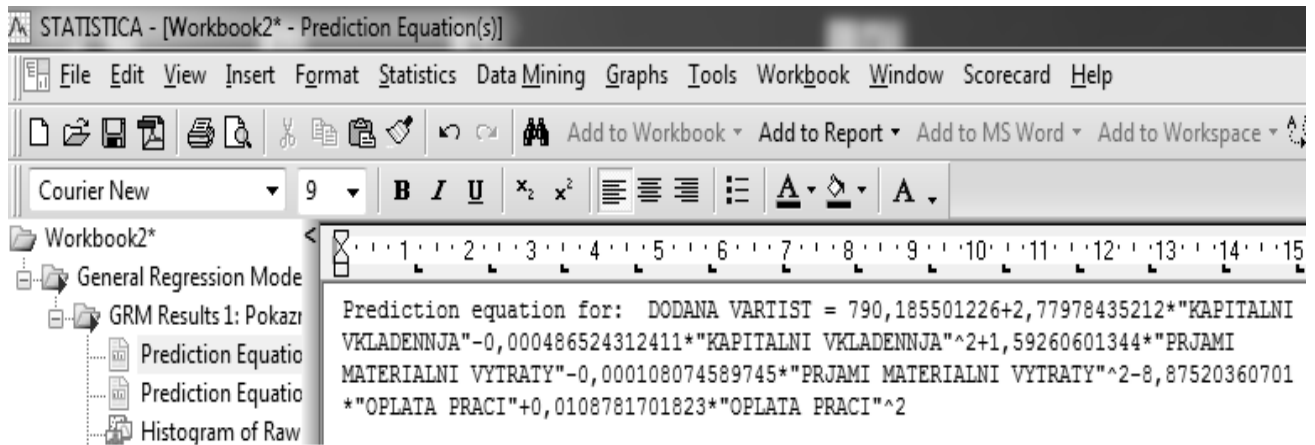 STATISTICA - [Workbook2* - Prediction Equation(s)]
File Edit View Insert Format Statistics Data Mining Graphs Tools Workbook Window Scorecard Help
Add to Workbook Add to Report Add to MS Word Add to Workspace
Courier New 9 B I U x₂ x² A A
Workbook2*
General Regression Mode
GRM Results 1: Pokazn
Prediction Equatio
Prediction Equatio
Histogram of Raw
1 2 3 4 5 6 7 8 9 10 11 12 13 14 15
Prediction equation for: DODANA VARTIST = 790,185501226+2,77978435212*"KAPITALNI
VKLADENNJA"-0,000486524312411*"KAPITALNI VKLADENNJA"^2+1,59260601344*"PRJAMI
MATERIALNI VYTRATY"-0,000108074589745*"PRJAMI MATERIALNI VYTRATY"^2-8,87520360701
*"OPLATA PRACI"+0,0108781701823*"OPLATA PRACI"^2